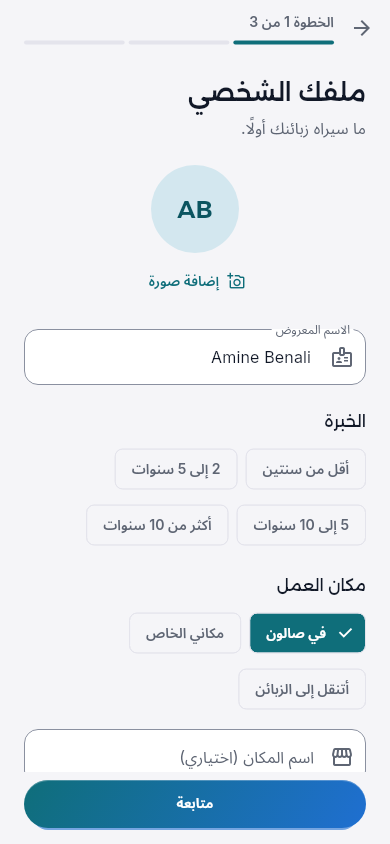 الخطوة 1 من 3
ملفك الشخصي
ما سيراه زبائنك أولًا.
AB
إضافة صورة
الاسم المعروض
Amine Benali
الخبرة
أقل من سنتين
2 إلى 5 سنوات
5 إلى 10 سنوات
أكثر من 10 سنوات
مكان العمل
في صالون
مكاني الخاص
أتنقل إلى الزبائن
اسم المكان (اختياري)
متابعة